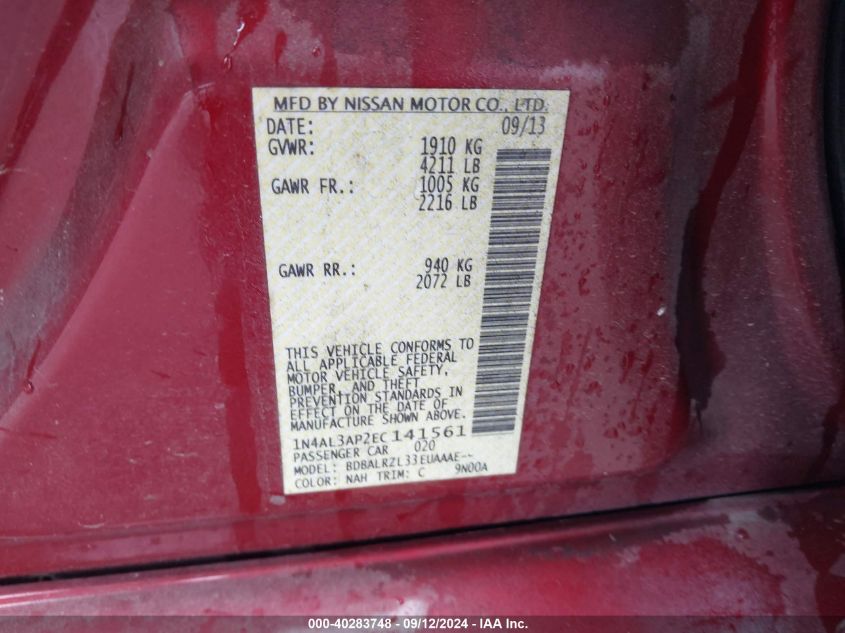 MFD BY NISSAN MOTOR CO., LTD.
DATE: 09/13
GVWR: 1910 KG
4211 LB
GAWR FR.: 1005 KG
2216 LB
GAWR RR.: 940 KG
2072 LB
THIS VEHICLE CONFORMS TO
ALL APPLICABLE FEDERAL
MOTOR VEHICLE SAFETY,
BUMPER, AND THEFT
PREVENTION STANDARDS IN
EFFECT ON THE DATE OF
MANUFACTURE SHOWN ABOVE.
1N4AL3AP2EC141561
PASSENGER CAR 020
MODEL: BDBALRZL33EUAAAE--
COLOR: NAH TRIM: C 9N00A
000-40283748 - 09/12/2024 - IAA Inc.